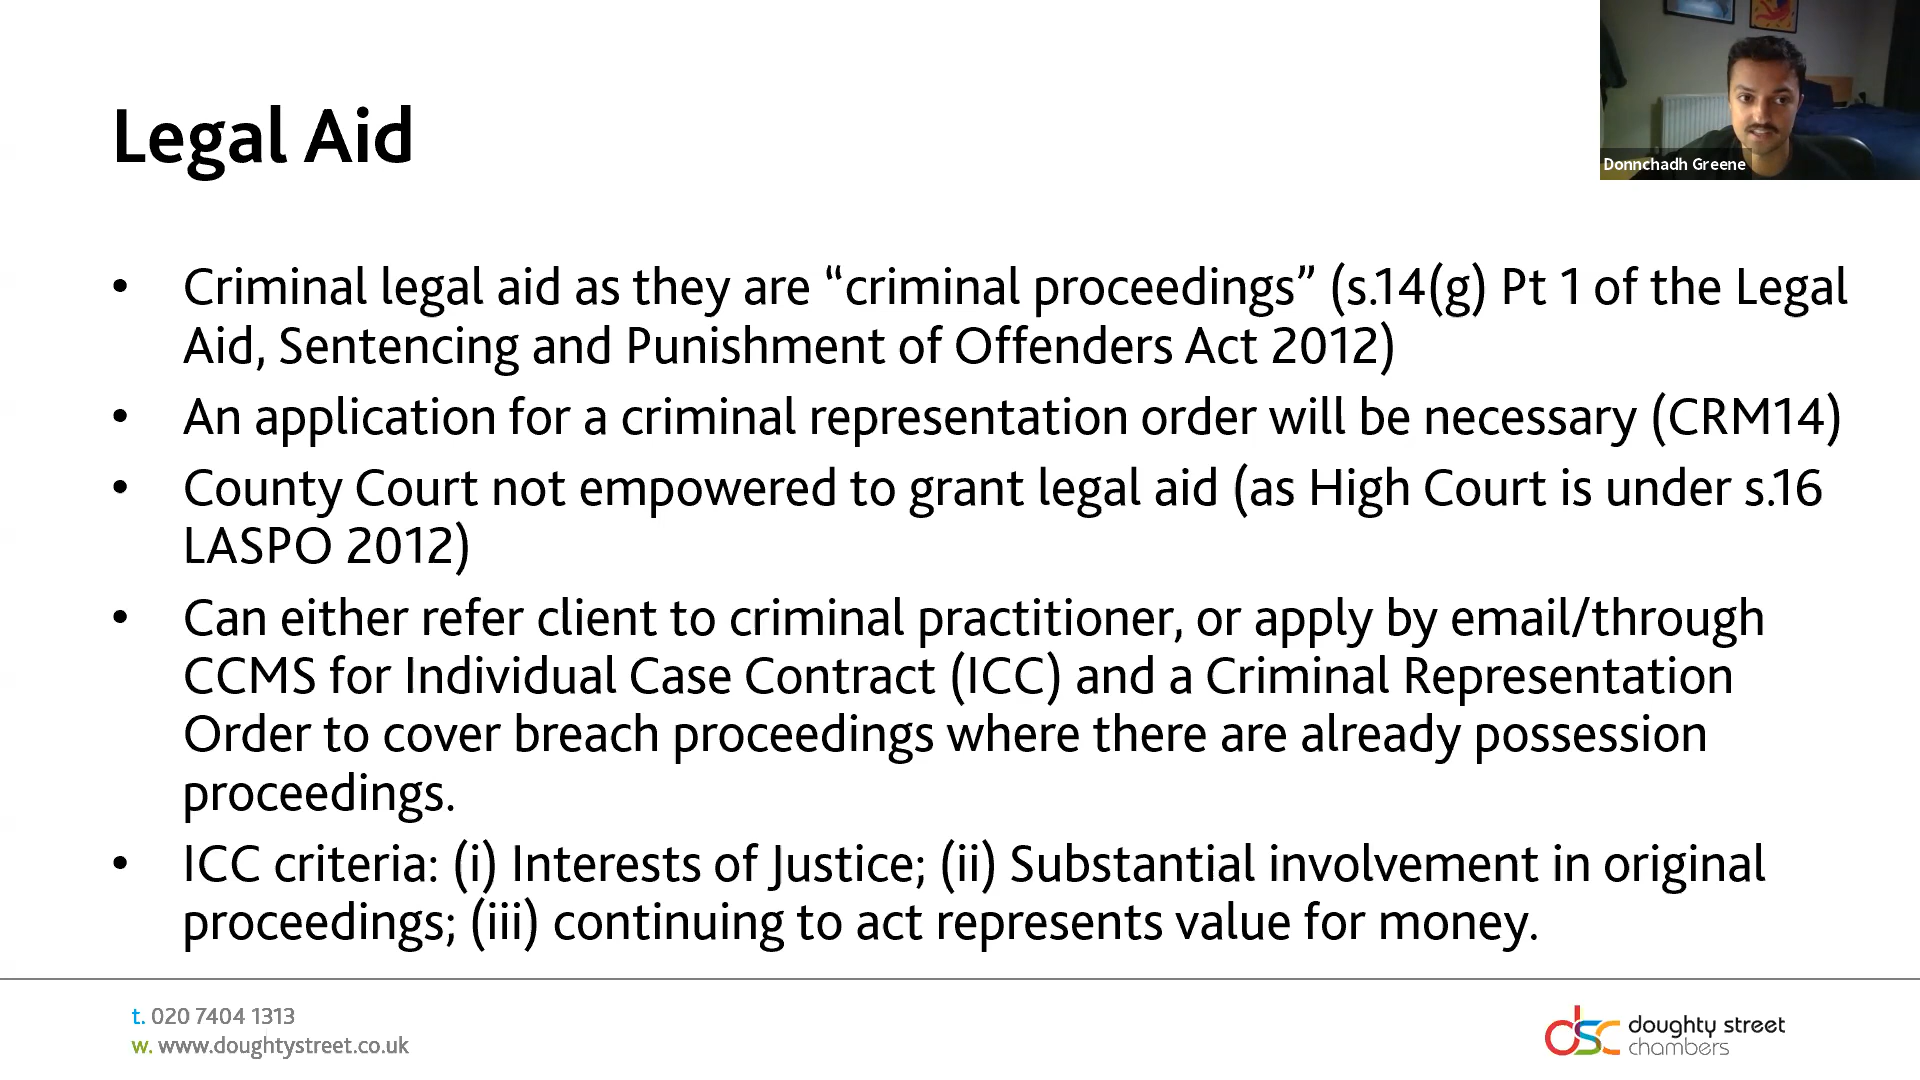 Donnchadh Greene
Legal Aid
• Criminal legal aid as they are “criminal proceedings” (s.14(g) Pt 1 of the Legal
Aid, Sentencing and Punishment of Offenders Act 2012)
• An application for a criminal representation order will be necessary (CRM14)
• County Court not empowered to grant legal aid (as High Court is under s.16
LASPO 2012)
• Can either refer client to criminal practitioner, or apply by email/through
CCMS for Individual Case Contract (ICC) and a Criminal Representation
Order to cover breach proceedings where there are already possession
proceedings.
• ICC criteria: (i) Interests of Justice; (ii) Substantial involvement in original
proceedings; (iii) continuing to act represents value for money.
t. 020 7404 1313
w. www.doughtystreet.co.uk
dsc doughty street
chambers